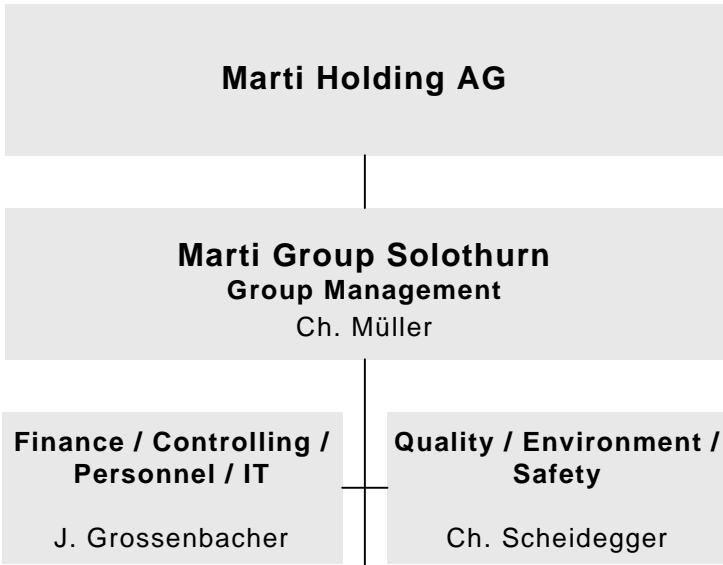 Marti Holding AG
Marti Group Solothurn
Group Management
Ch. Müller
Finance / Controlling /
Personnel / IT
J. Grossenbacher
Quality / Environment /
Safety
Ch. Scheidegger